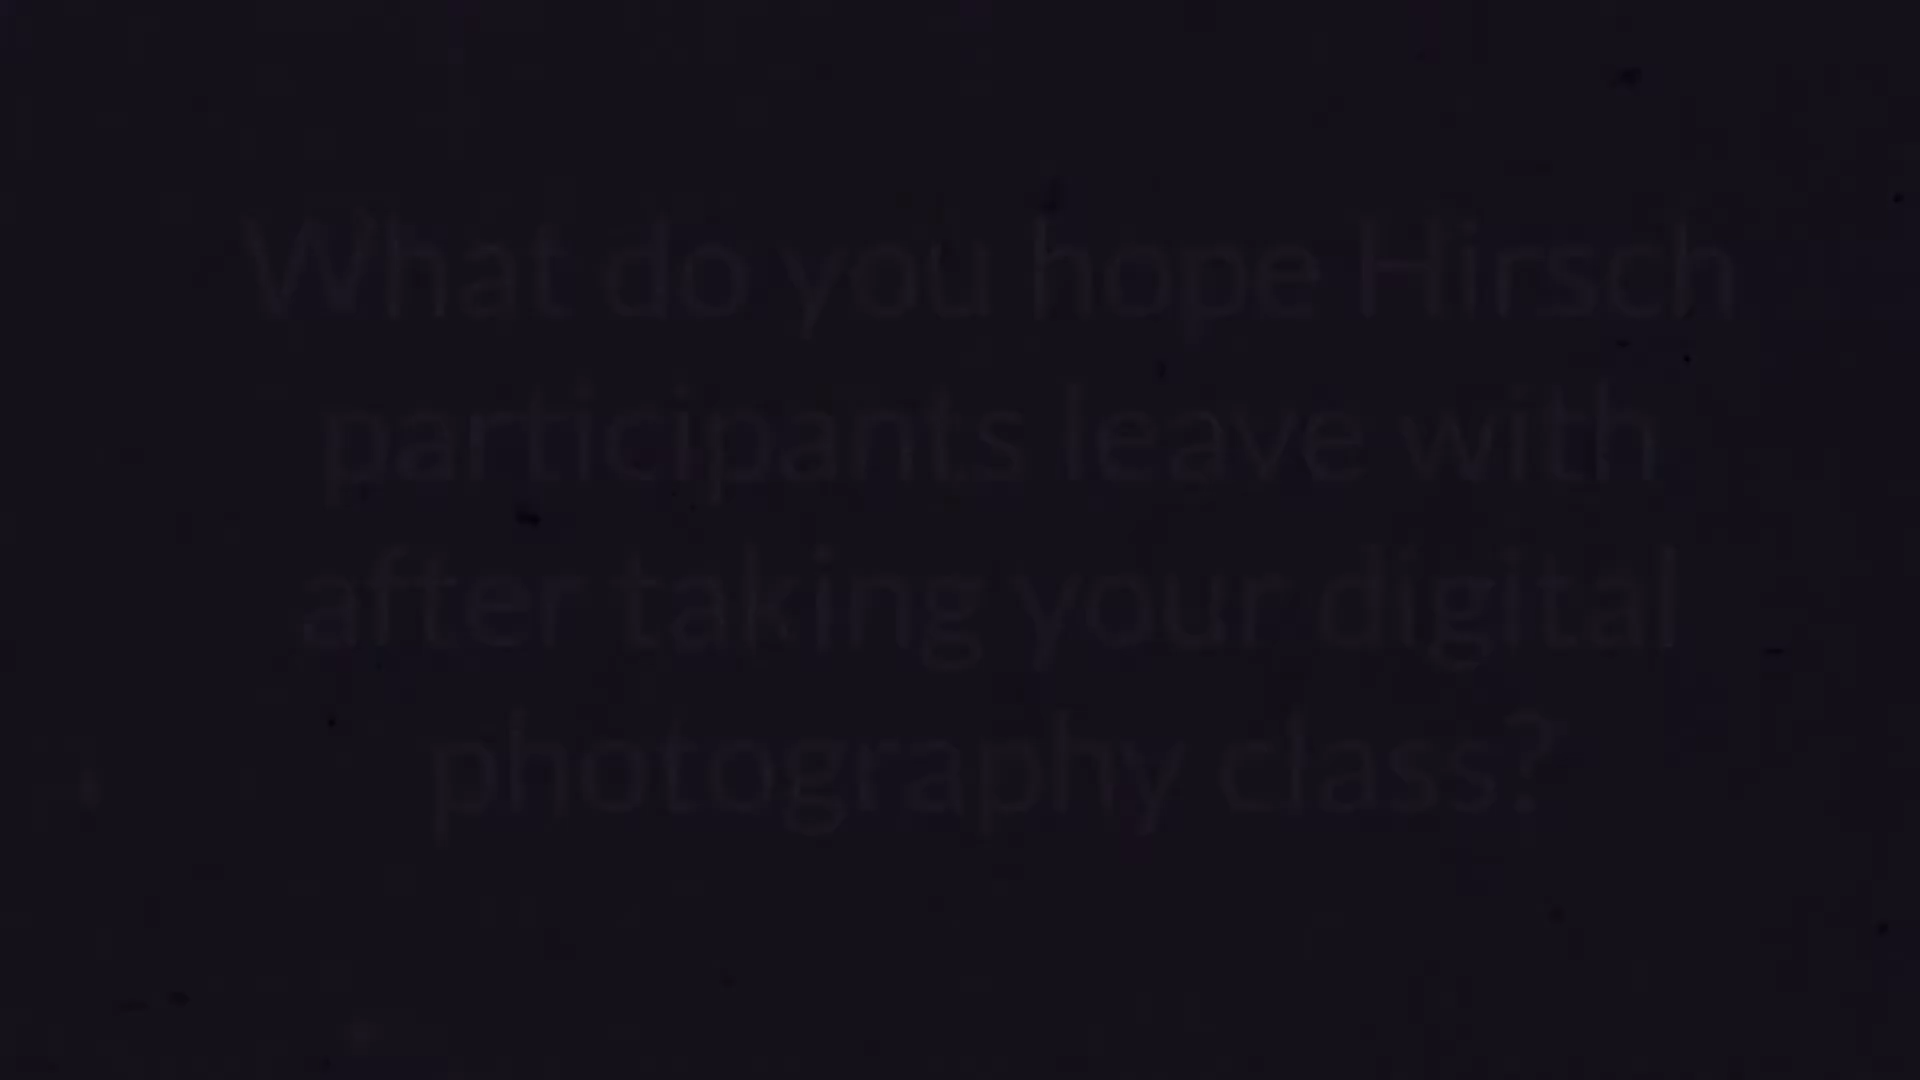 What do you hope Hirsch
participants leave with
after taking your digital
photography class?